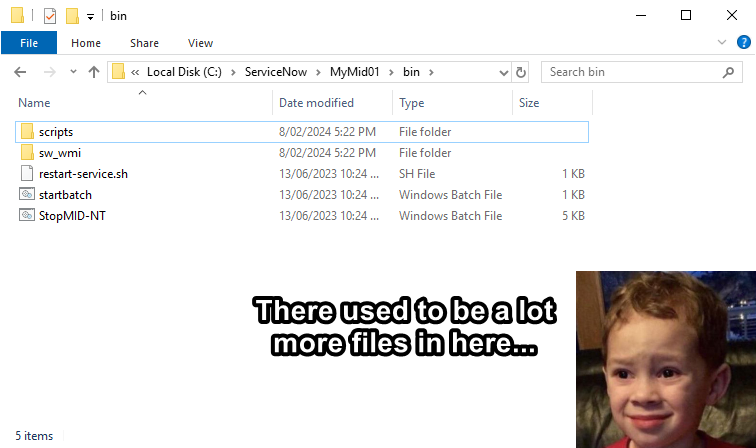 bin
File Home Share View
Local Disk (C:) ServiceNow MyMid01 bin Search bin
Name Date modified Type Size
scripts 8/02/2024 5:22 PM File folder
sw_wmi 8/02/2024 5:22 PM File folder
restart-service.sh 13/06/2023 10:24 ... SH File 1 KB
startbatch 13/06/2023 10:24 ... Windows Batch File 1 KB
StopMID-NT 13/06/2023 10:24 ... Windows Batch File 5 KB
There used to be a lot
more files in here...
5 items